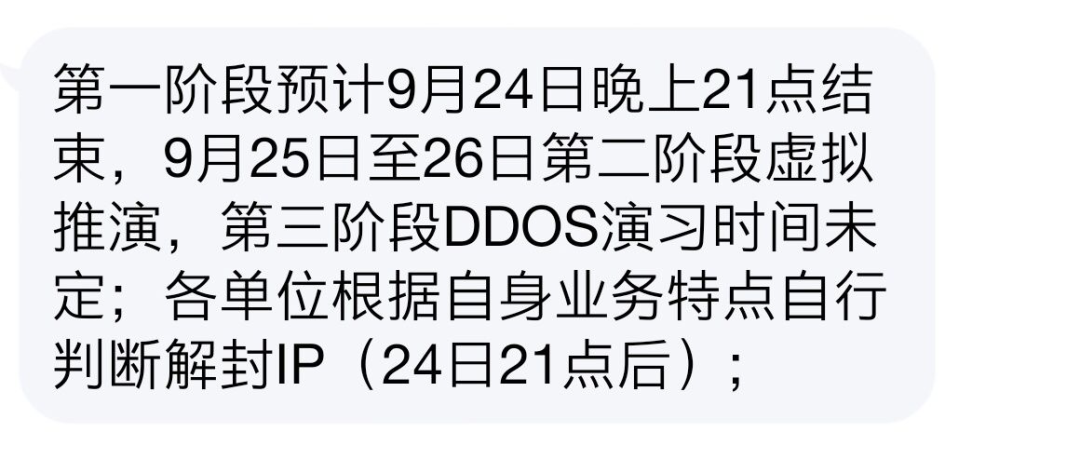 第一阶段预计9月24日晚上21点结
束，9月25日至26日第二阶段虚拟
推演，第三阶段DDOS演习时间未
定；各单位根据自身业务特点自行
判断解封IP（24日21点后）;